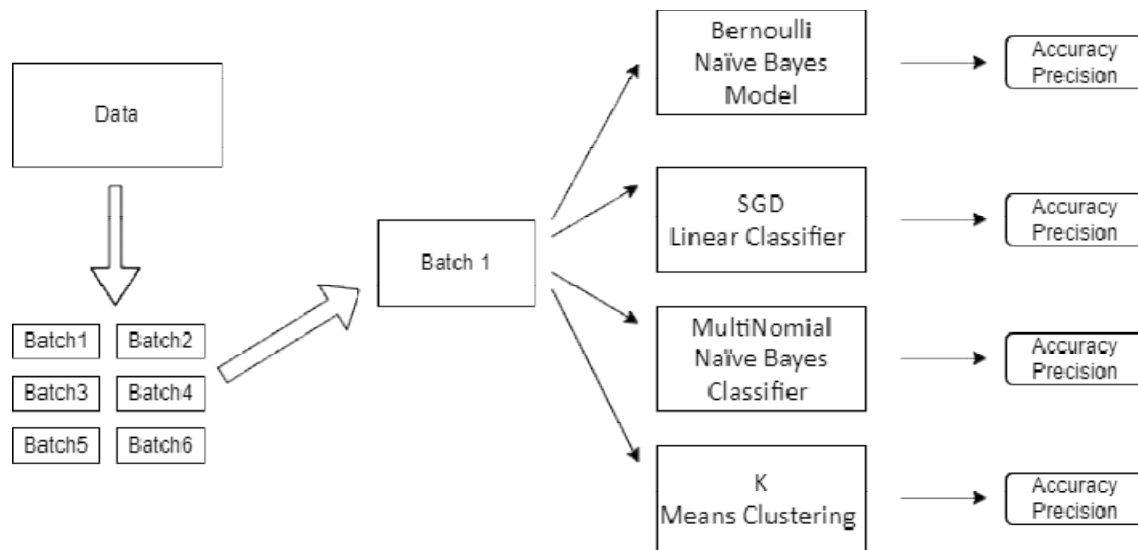 Data
Batch1
Batch2
Batch3
Batch4
Batch5
Batch6
Batch 1
Bernoulli
Naïve Bayes
Model
Accuracy
Precision
SGD
Linear Classifier
Accuracy
Precision
MultiNomial
Naïve Bayes
Classifier
Accuracy
Precision
K
Means Clustering
Accuracy
Precision